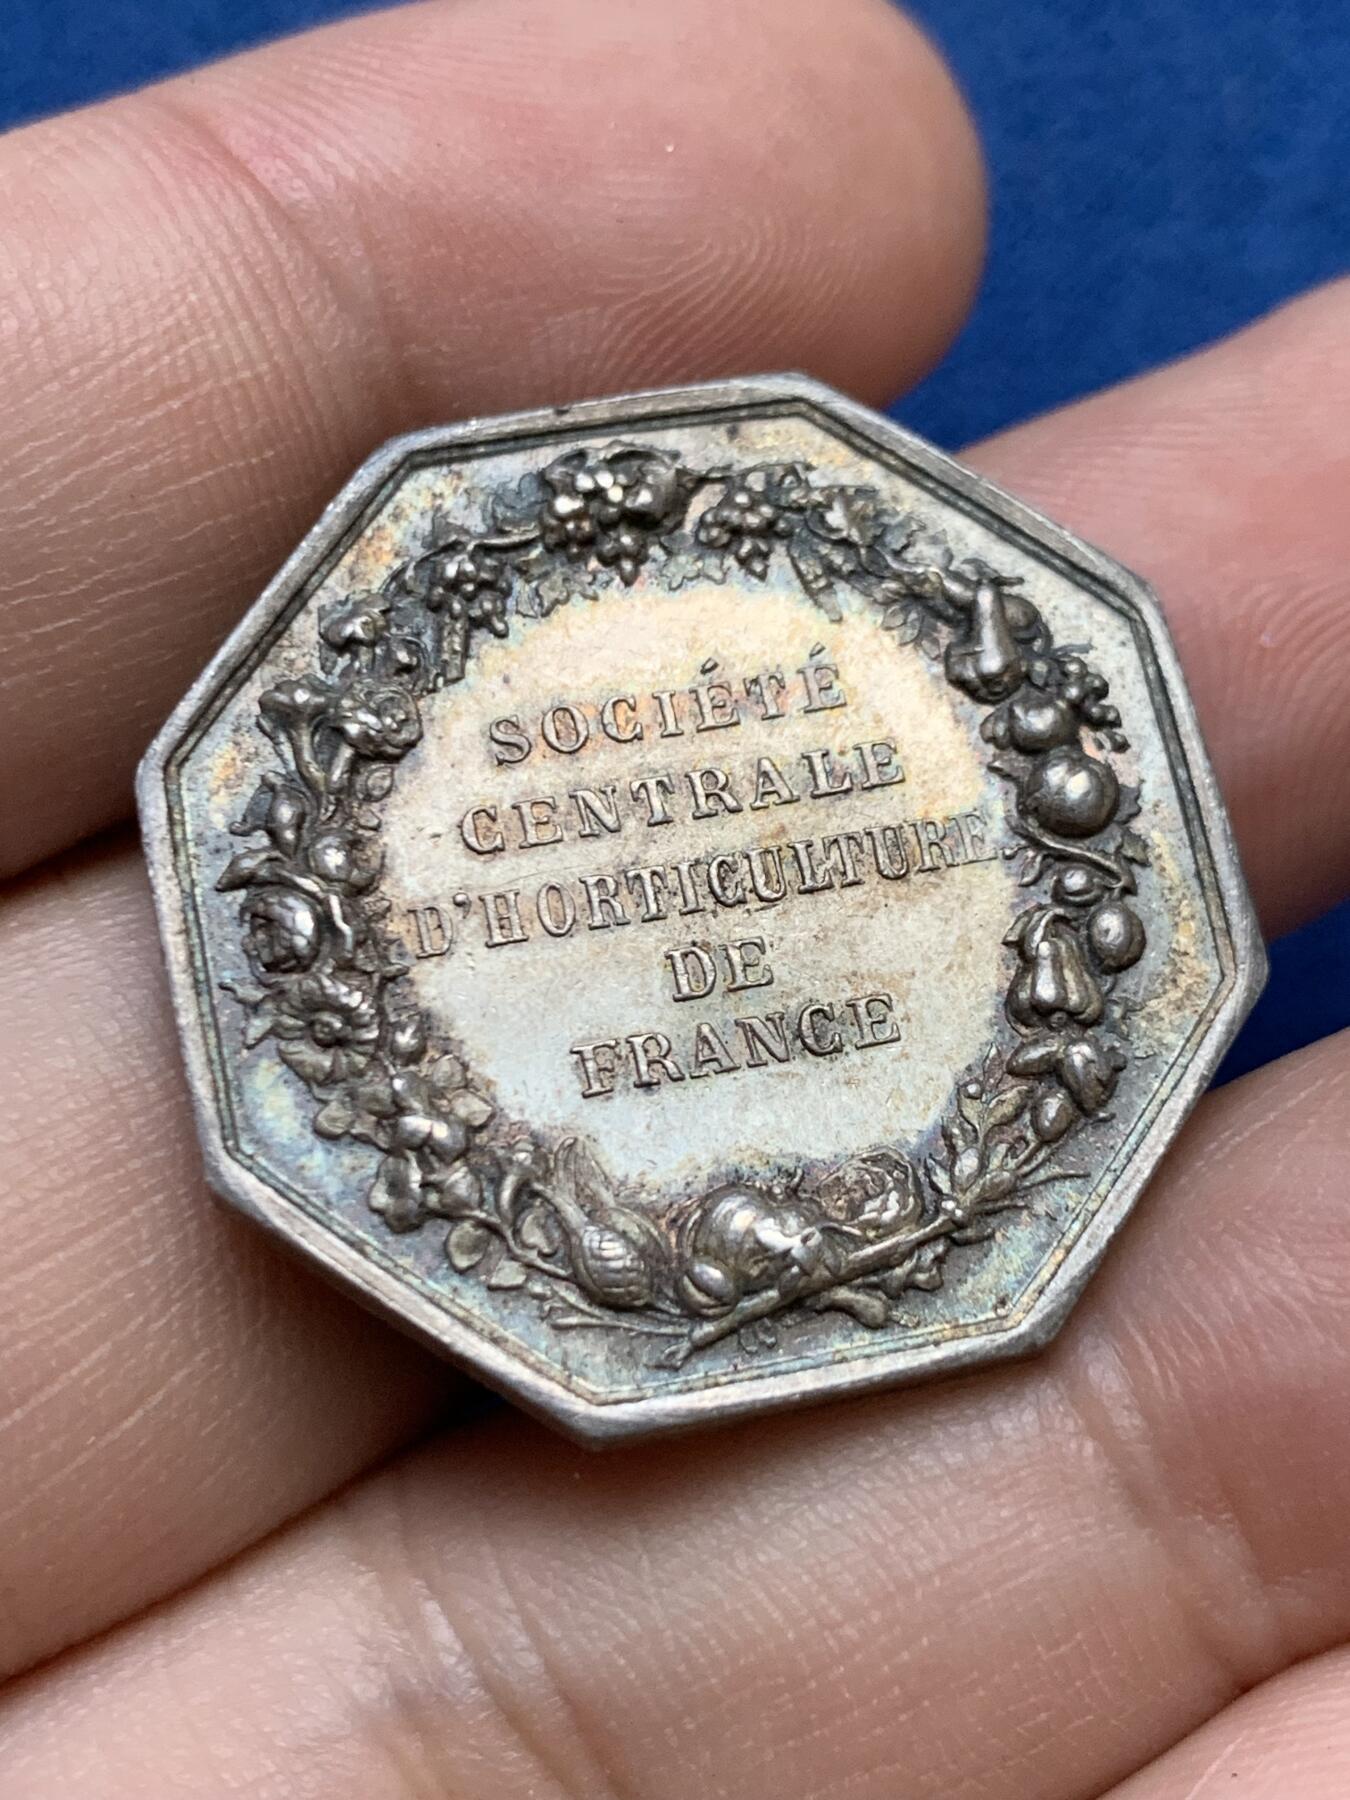 SOCIÉTÉ
CENTRALE
D'HORTICULTURE
DE
FRANCE